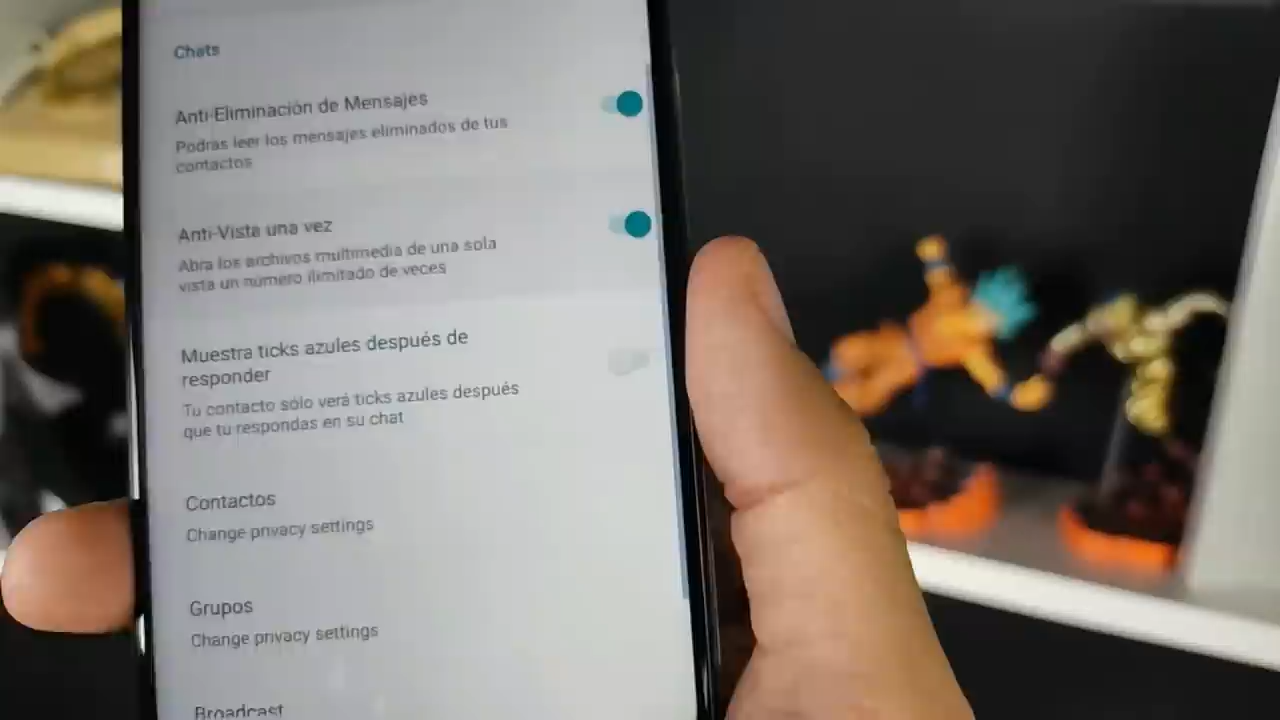 Chats
Anti-Eliminación de Mensajes
Podrás leer los mensajes eliminados de tus
contactos
Anti-Vista una vez
Abra los archivos multimedia de una sola
vista un número ilimitado de veces
Muestra ticks azules después de
responder
Tu contacto sólo verá ticks azules después
que tu respondas en su chat
Contactos
Change privacy settings
Grupos
Change privacy settings
Broadcast